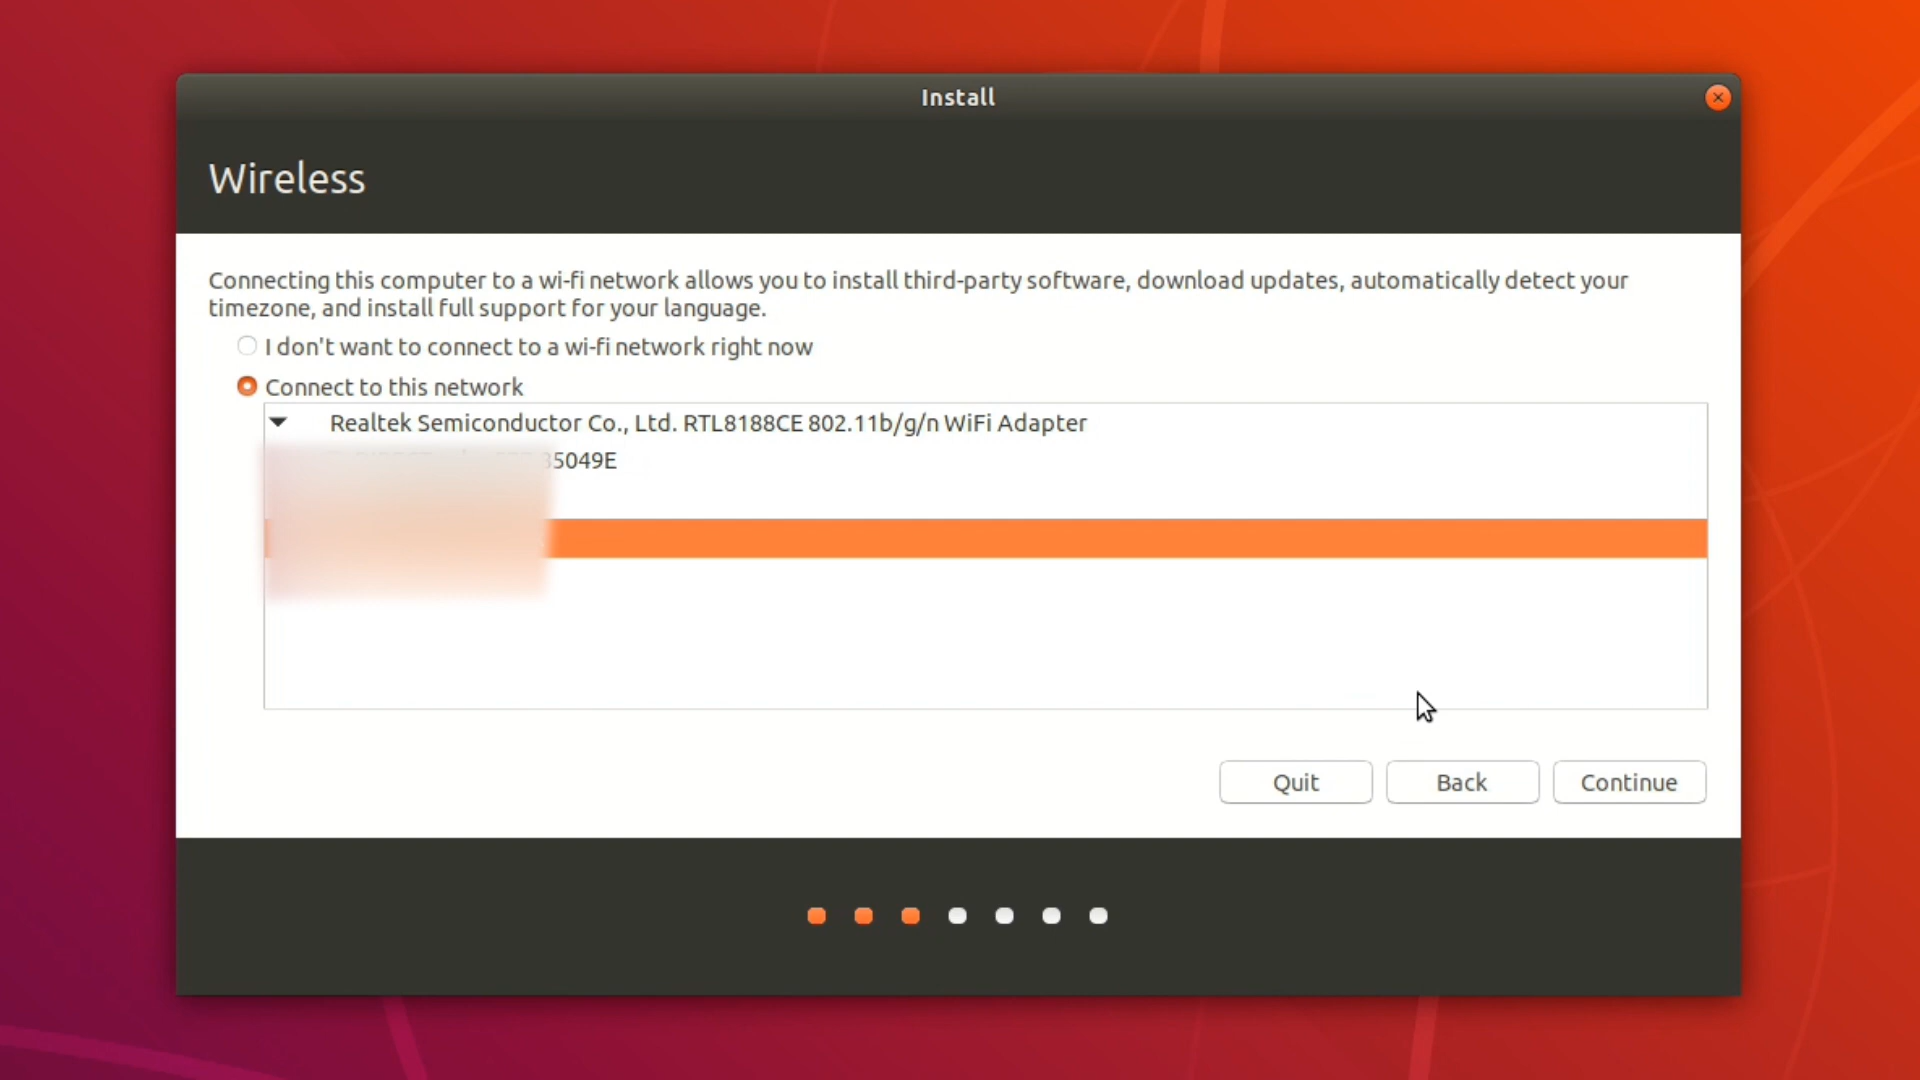 Install
Wireless
Connecting this computer to a wi-fi network allows you to install third-party software, download updates, automatically detect your
timezone, and install full support for your language.
I don't want to connect to a wi-fi network right now
Connect to this network
Realtek Semiconductor Co., Ltd. RTL8188CE 802.11b/g/n WiFi Adapter
35049E
Quit
Back
Continue